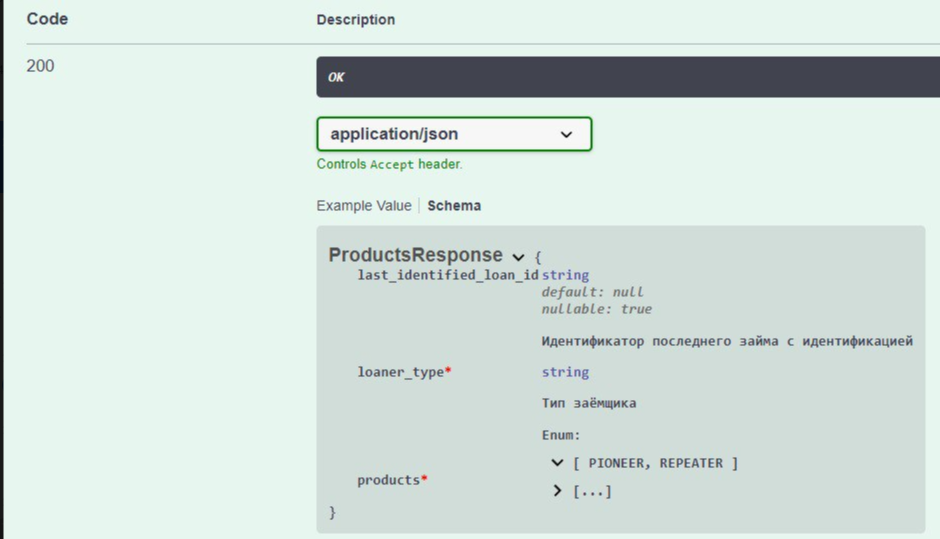 Code Description
200 OK
application/json
Controls Accept header.
Example Value Schema
ProductsResponse {
last_identified_loan_id string
default: null
nullable: true
Идентификатор последнего займа с идентификацией
loaner_type* string
Тип заёмщика
Enum:
[ PIONEER, REPEATER ]
products*
[...]
}